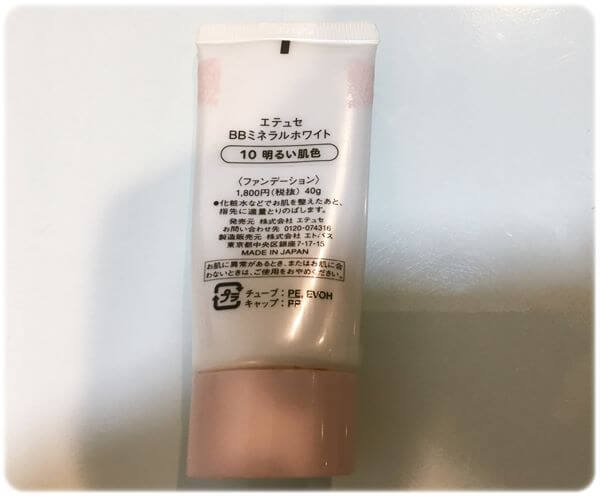 エテュセ
BBミネラルホワイト
10 明るい肌色
〈ファンデーション〉
1,800円(税抜) 40g
●化粧水などでお肌を整えたあと、
指先に適量とりのばします。
発売元 株式会社 エテュセ
お問い合わせ先 0120-074316
製造販売元 株式会社 エトバス
東京都中央区銀座7-17-15
MADE IN JAPAN
お肌に異常があるとき、またはお肌に合
わないときは、ご使用をおやめください。
プラ チューブ : PE, EVOH
キャップ : PP